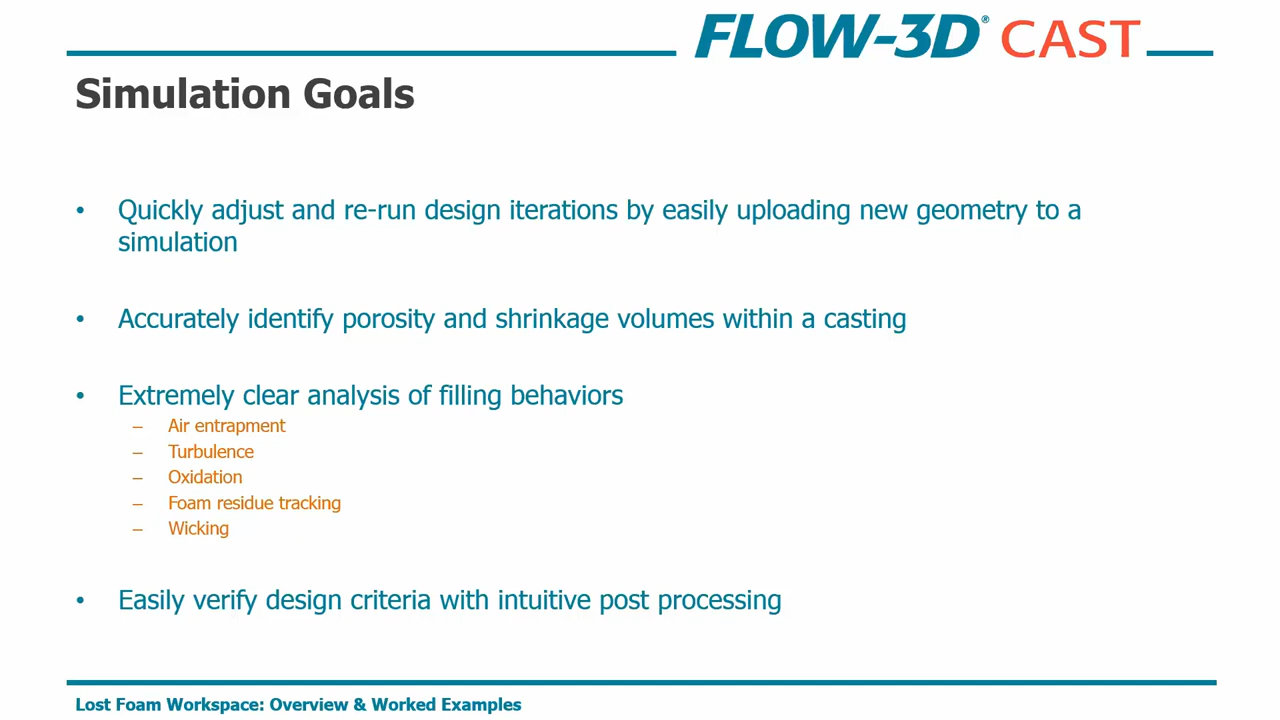 FLOW-3D® CAST
Simulation Goals
• Quickly adjust and re-run design iterations by easily uploading new geometry to a
simulation
• Accurately identify porosity and shrinkage volumes within a casting
• Extremely clear analysis of filling behaviors
– Air entrapment
– Turbulence
– Oxidation
– Foam residue tracking
– Wicking
• Easily verify design criteria with intuitive post processing
Lost Foam Workspace: Overview & Worked Examples